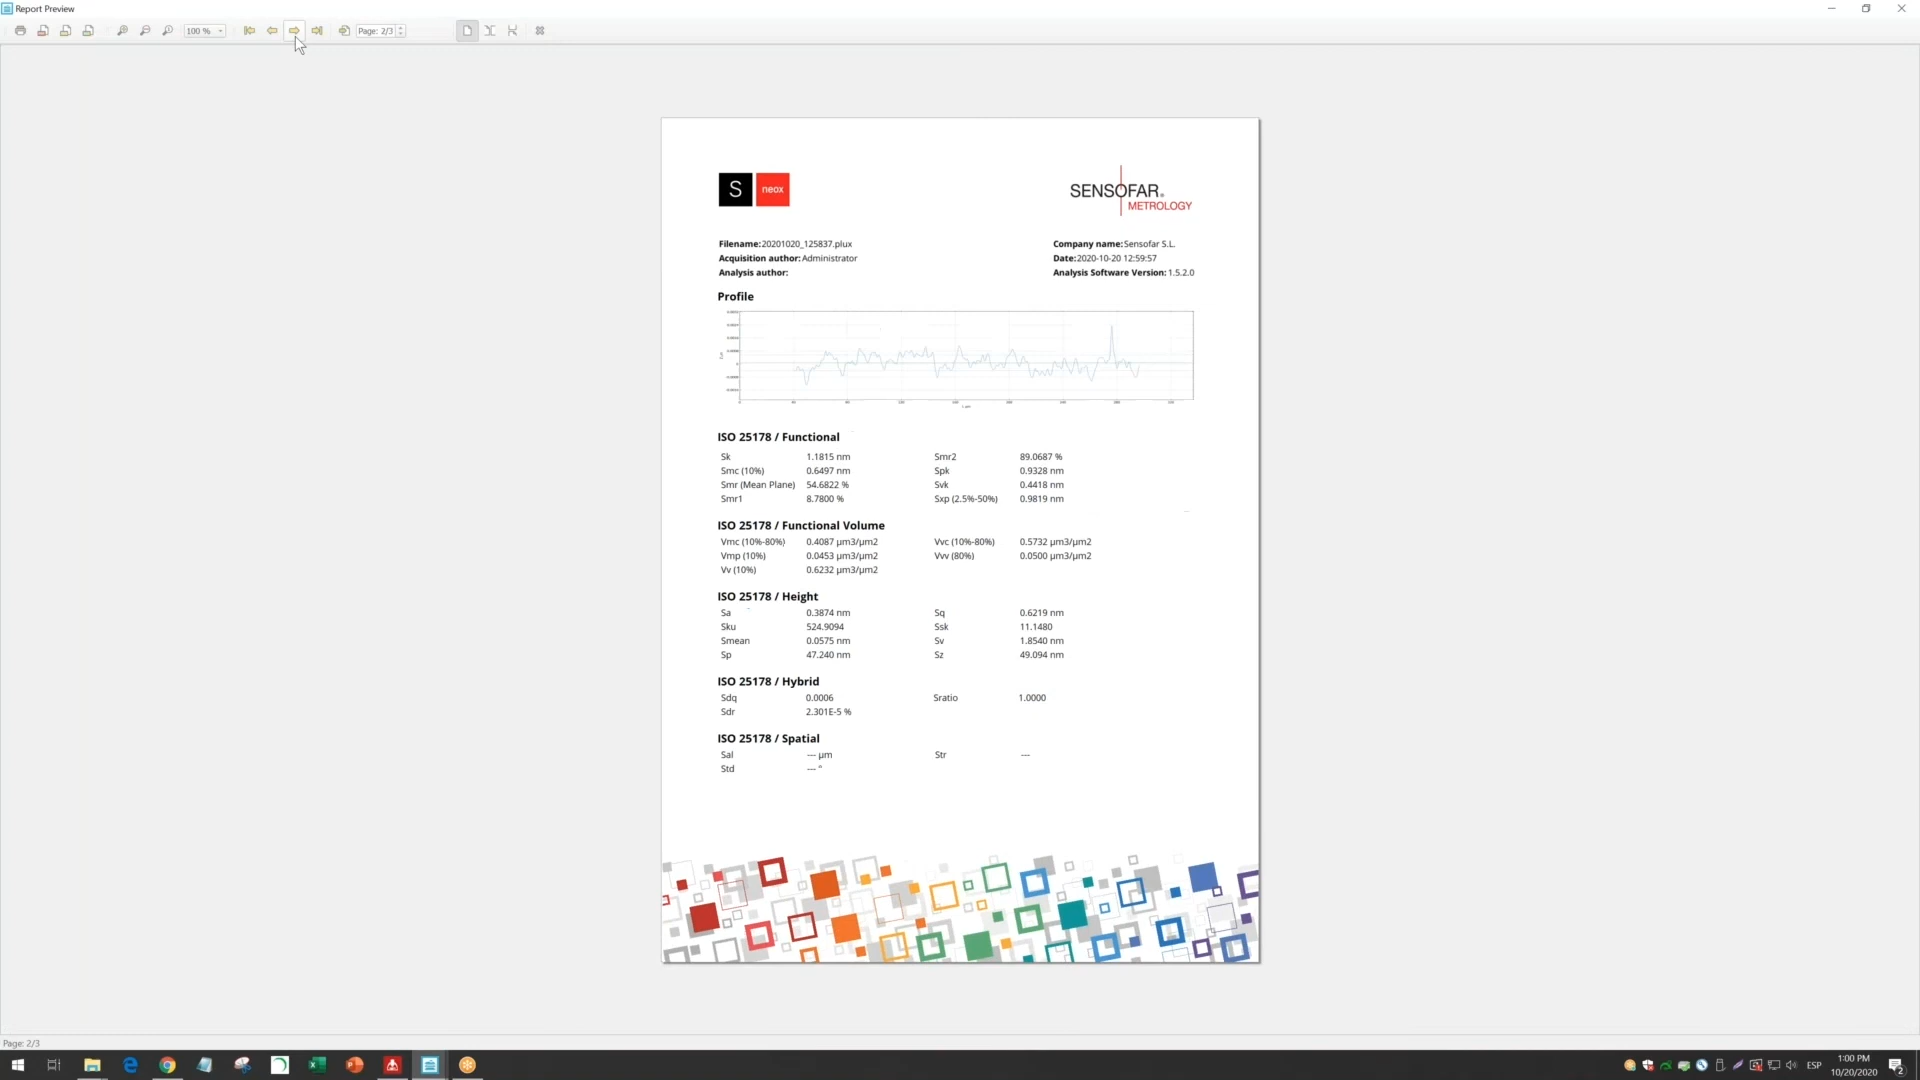 Report Preview
100 %
Page: 2/3
S neox
SENSOFAR®
METROLOGY
Filename:20201020_125837.plux
Company name:Sensofar S.L.
Acquisition author:Administrator
Date:2020-10-20 12:59:57
Analysis author:
Analysis Software Version:1.5.2.0
Profile
ISO 25178 / Functional
Sk 1.1815 nm Smr2 89.0687 %
Smc (10%) 0.6497 nm Spk 0.9328 nm
Smr (Mean Plane) 54.6822 % Svk 0.4418 nm
Smr1 8.7800 % Sxp (2.5%-50%) 0.9819 nm
ISO 25178 / Functional Volume
Vmc (10%-80%) 0.4087 µm3/µm2 Vvc (10%-80%) 0.5732 µm3/µm2
Vmp (10%) 0.0453 µm3/µm2 Vvv (80%) 0.0500 µm3/µm2
Vv (10%) 0.6232 µm3/µm2
ISO 25178 / Height
Sa 0.3874 nm Sq 0.6219 nm
Sku 524.9094 Ssk 11.1480
Smean 0.0575 nm Sv 1.8540 nm
Sp 47.240 nm Sz 49.094 nm
ISO 25178 / Hybrid
Sdq 0.0006 Sratio 1.0000
Sdr 2.301E-5 %
ISO 25178 / Spatial
Sal --- µm Str ---
Std --- °
Page: 2/3
ESP
1:00 PM
10/20/2020
2